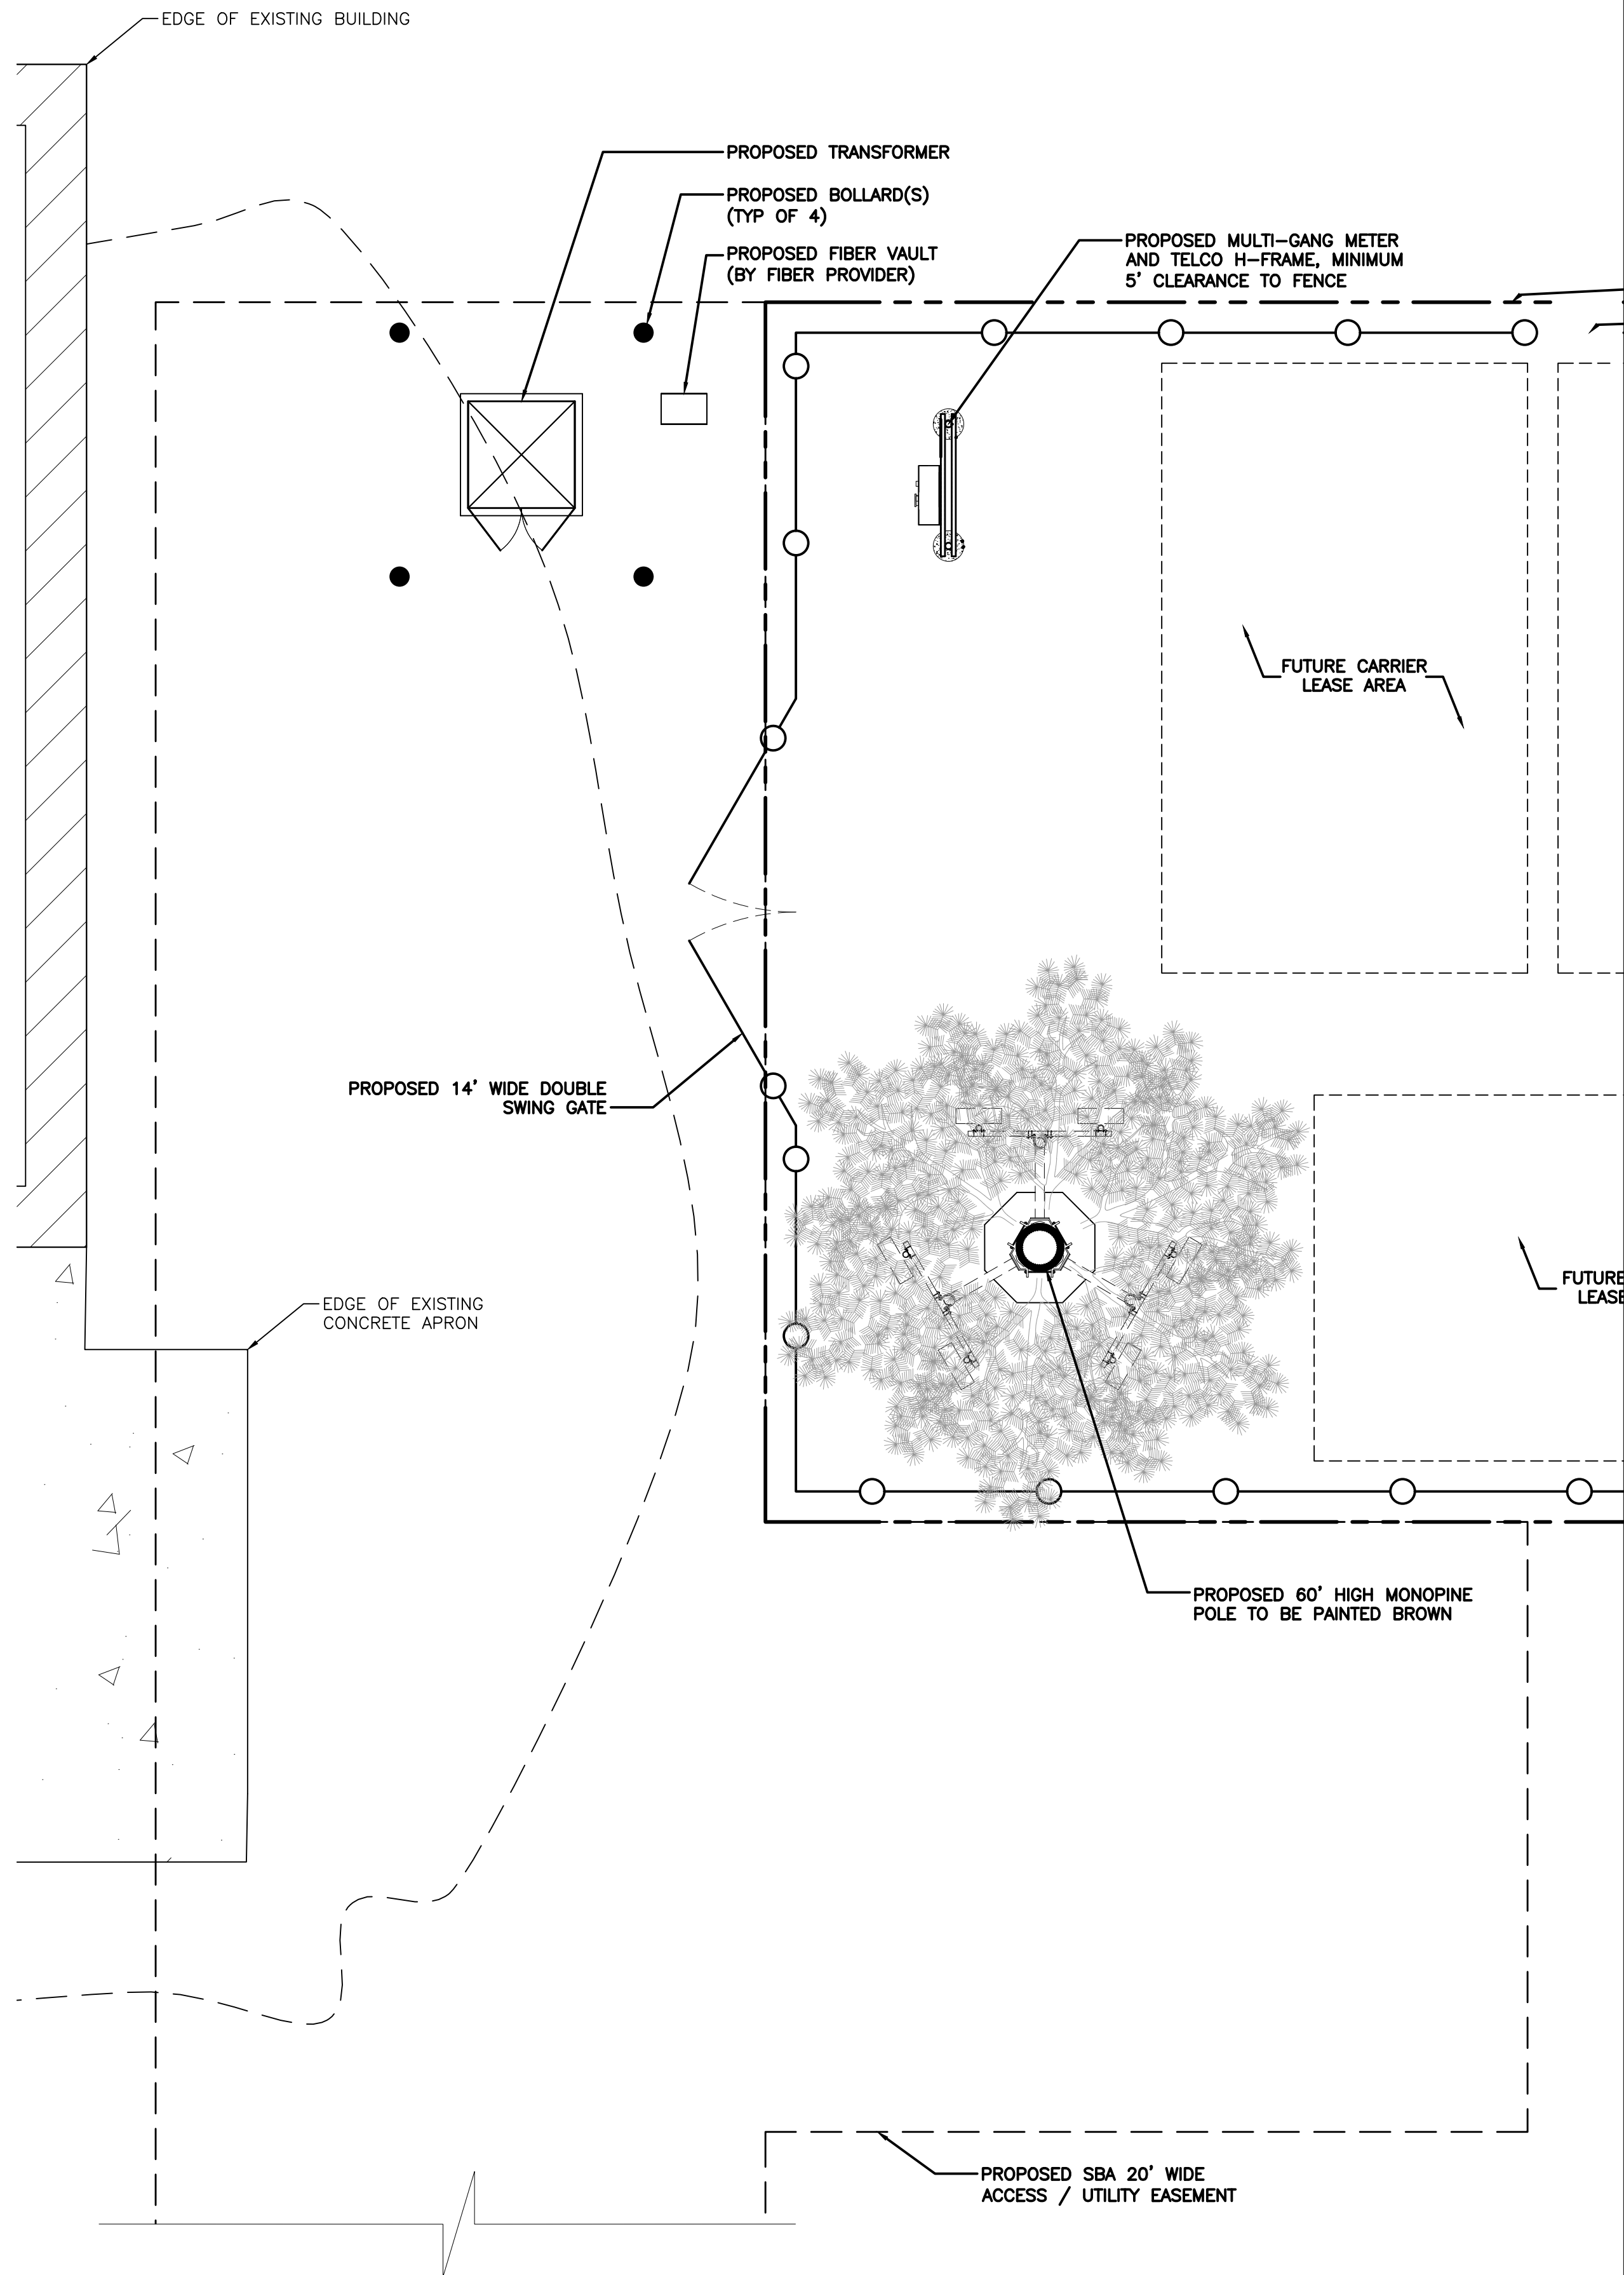 EDGE OF EXISTING BUILDING
PROPOSED TRANSFORMER
PROPOSED BOLLARD(S)
(TYP OF 4)
PROPOSED FIBER VAULT
(BY FIBER PROVIDER)
PROPOSED MULTI-GANG METER
AND TELCO H-FRAME, MINIMUM
5' CLEARANCE TO FENCE
FUTURE CARRIER
LEASE AREA
PROPOSED 14' WIDE DOUBLE
SWING GATE
EDGE OF EXISTING
CONCRETE APRON
FUTURE
LEASE
PROPOSED 60' HIGH MONOPINE
POLE TO BE PAINTED BROWN
PROPOSED SBA 20' WIDE
ACCESS / UTILITY EASEMENT